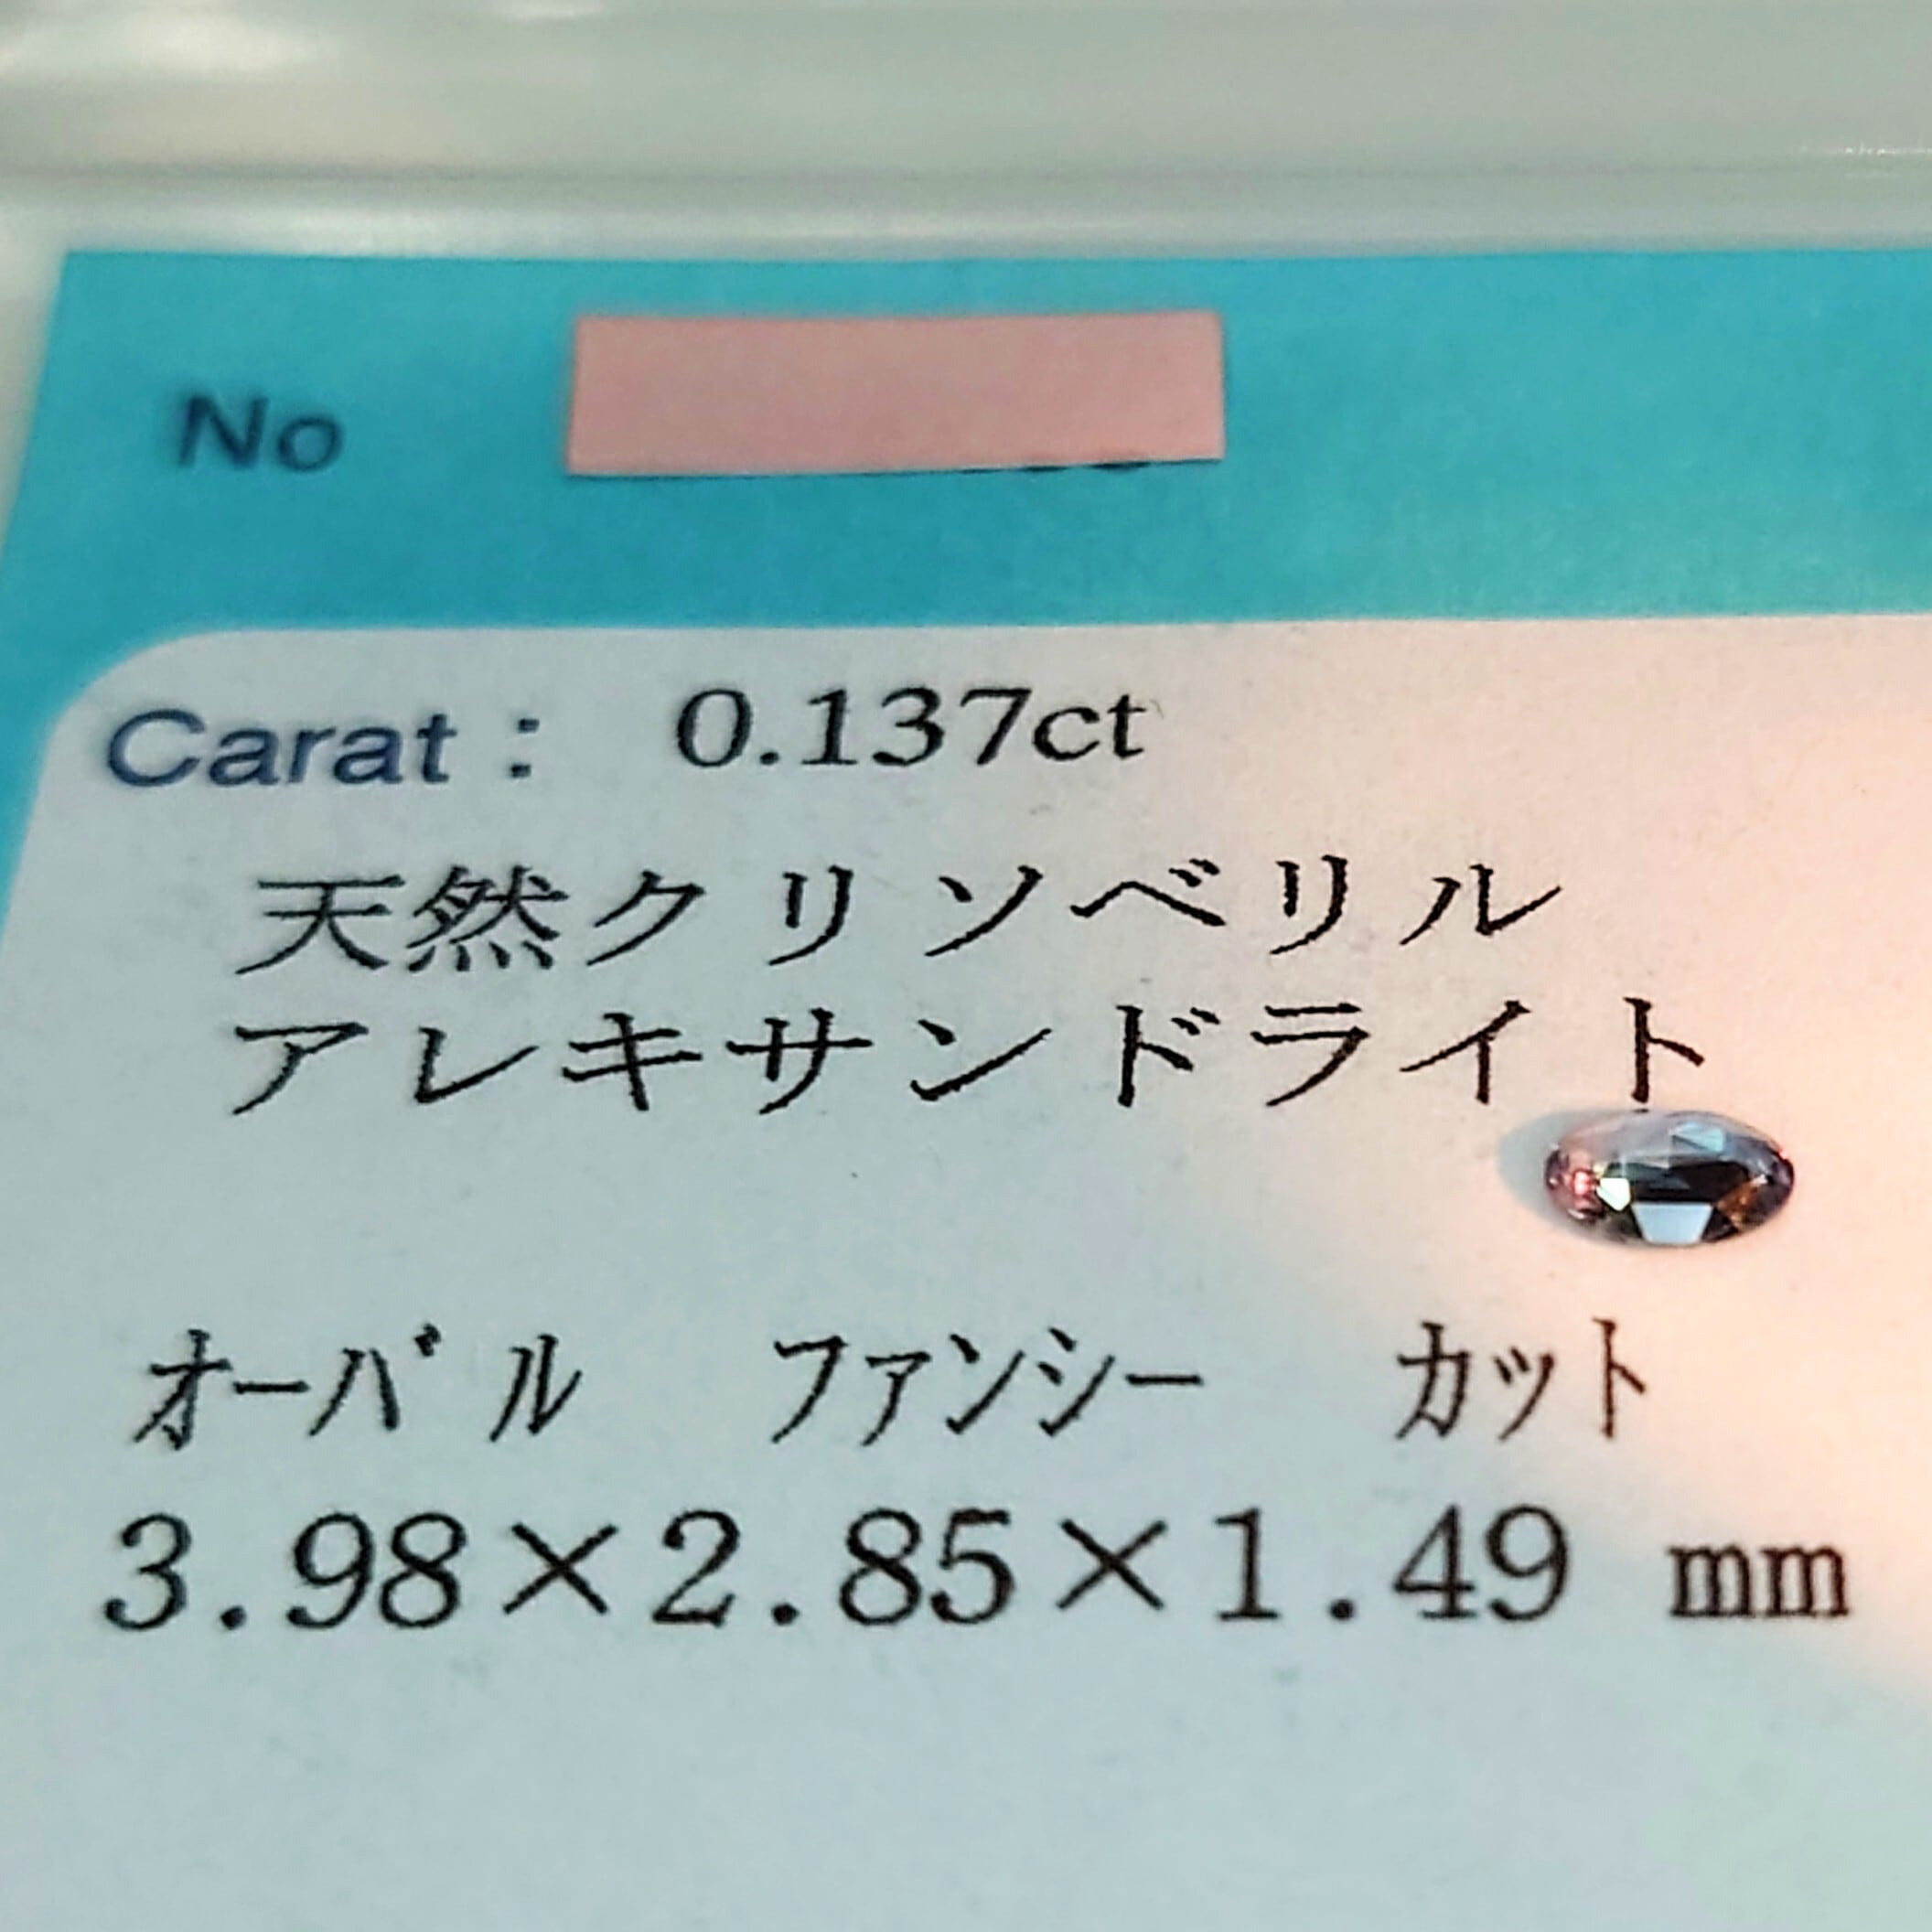 No
Carat : 0.137ct
天然クリソベリル
アレキサンドライト
オーバル ファンシー カット
3.98×2.85×1.49 mm